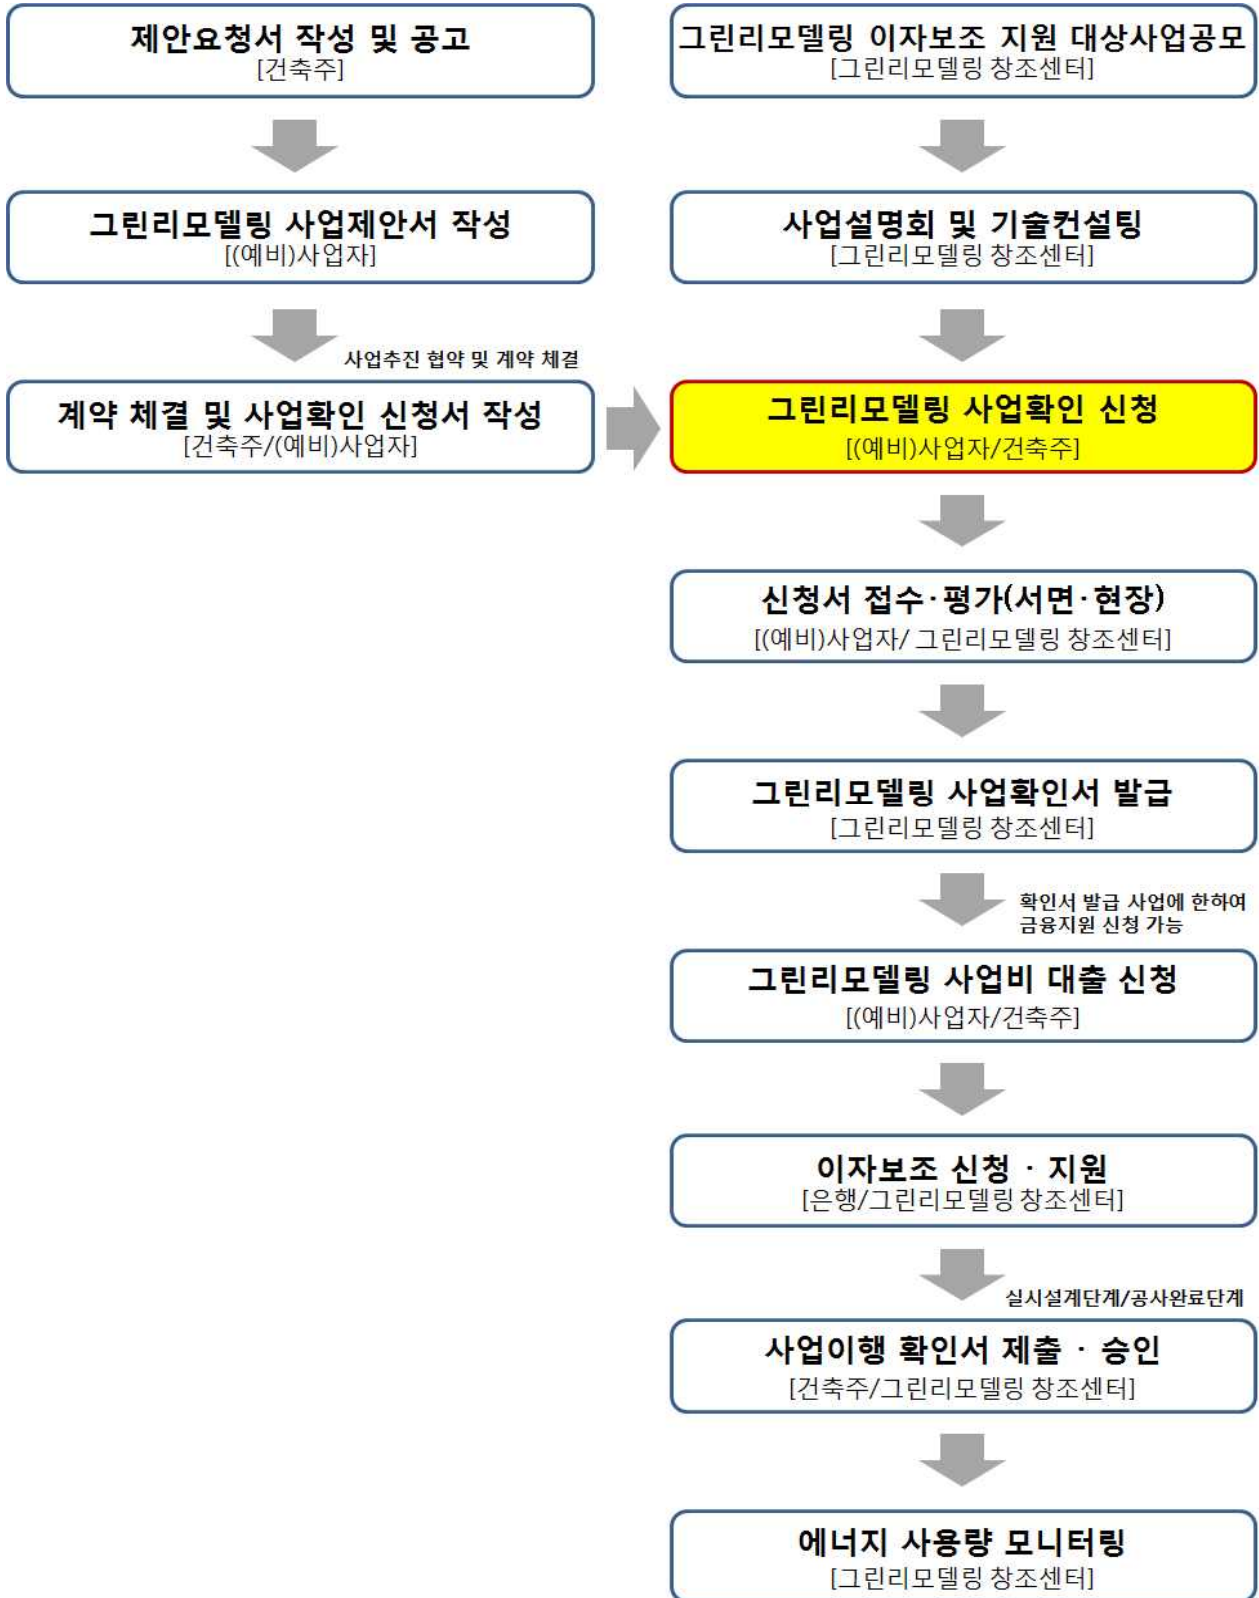 제안요청서 작성 및 공고
[건축주]
그린리모델링 사업제안서 작성
[(예비)사업자]
사업추진 협약 및 계약 체결
계약 체결 및 사업확인 신청서 작성
[건축주/(예비)사업자]
그린리모델링 이자보조 지원 대상사업공모
[그린리모델링 창조센터]
사업설명회 및 기술컨설팅
[그린리모델링 창조센터]
그린리모델링 사업확인 신청
[(예비)사업자/건축주]
신청서 접수·평가(서면·현장)
[(예비)사업자/ 그린리모델링 창조센터]
그린리모델링 사업확인서 발급
[그린리모델링 창조센터]
확인서 발급 사업에 한하여
금융지원 신청 가능
그린리모델링 사업비 대출 신청
[(예비)사업자/건축주]
이자보조 신청 · 지원
[은행/그린리모델링 창조센터]
실시설계단계/공사완료단계
사업이행 확인서 제출 · 승인
[건축주/그린리모델링 창조센터]
에너지 사용량 모니터링
[그린리모델링 창조센터]